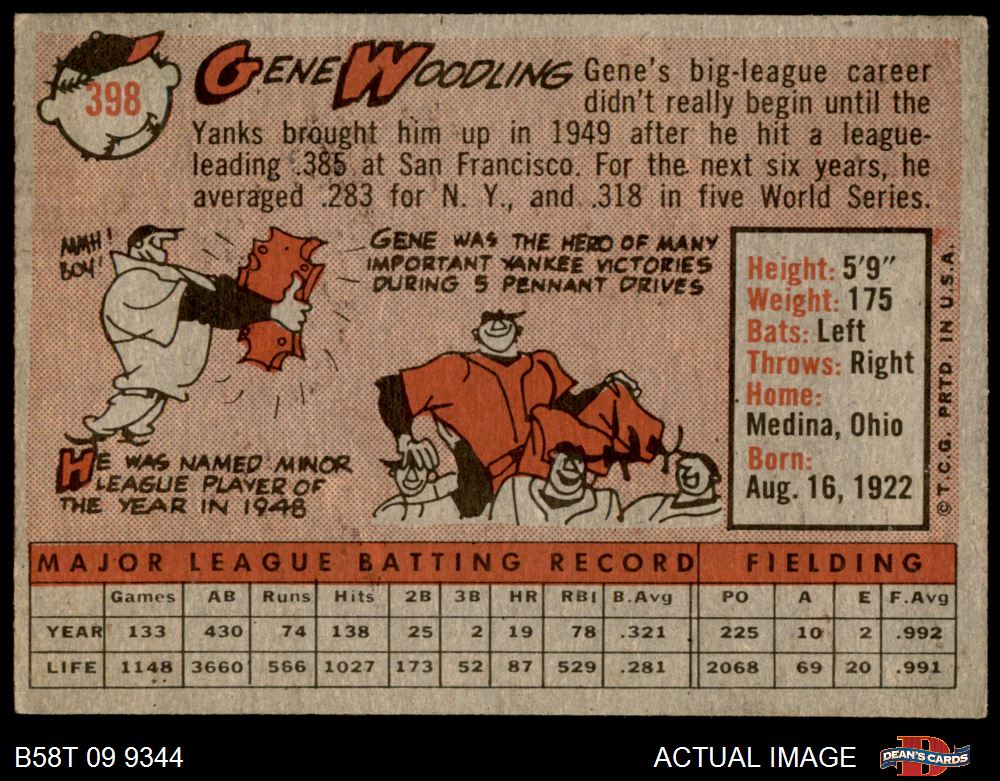 398
GENE WOODLING
Gene's big-league career
didn't really begin until the
Yanks brought him up in 1949 after he hit a league-
leading .385 at San Francisco. For the next six years, he
averaged .283 for N. Y., and .318 in five World Series.
MMH!
BOY!
GENE WAS THE HERO OF MANY
IMPORTANT YANKEE VICTORIES
DURING 5 PENNANT DRIVES
HE WAS NAMED MINOR
LEAGUE PLAYER OF
THE YEAR IN 1948
Height: 5'9"
Weight: 175
Bats: Left
Throws: Right
Home:
Medina, Ohio
Born:
Aug. 16, 1922
© T.C.G. PRTD. IN U.S.A.
MAJOR LEAGUE BATTING RECORD FIELDING
Games AB Runs Hits 2B 3B HR RBI B.Avg PO A E F.Avg
YEAR 133 430 74 138 25 2 19 78 .321 225 10 2 .992
LIFE 1148 3660 566 1027 173 52 87 529 .281 2068 69 20 .991
B58T 09 9344
ACTUAL IMAGE
DEAN'S CARDS